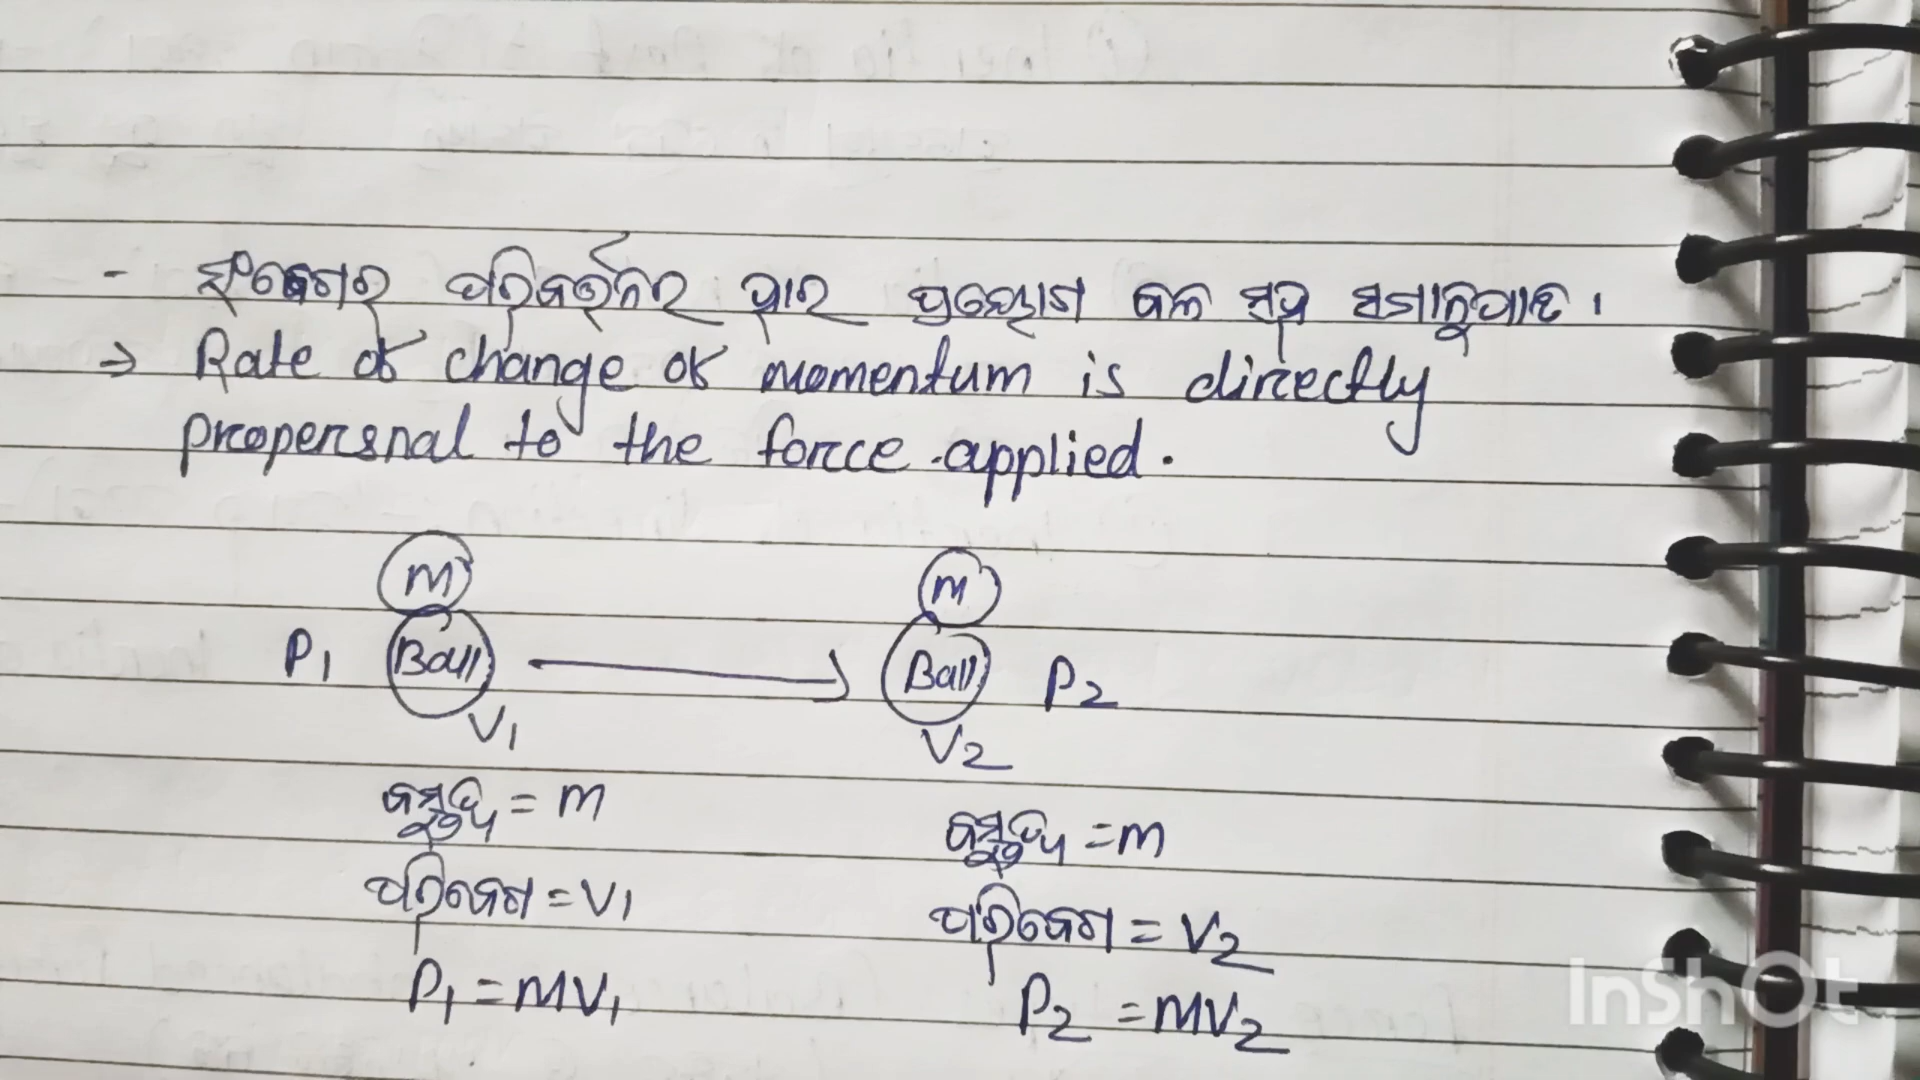 - ସଂବେଗର ପରିବର୍ତ୍ତନର ହାର ପ୍ରୟୋଗ ବଳ ସହ ସମାନୁପାତୀ ।
⇒ Rate of change of momentum is directly
propersnal to the force applied.
m m
P1 Ball → Ball P2
V1 V2
ବସ୍ତୁତ୍ୱ = m ବସ୍ତୁତ୍ୱ = m
ପରିବେଗ = V1 ପରିବେଗ = V2
P1 = MV1 P2 = MV2
InShOt